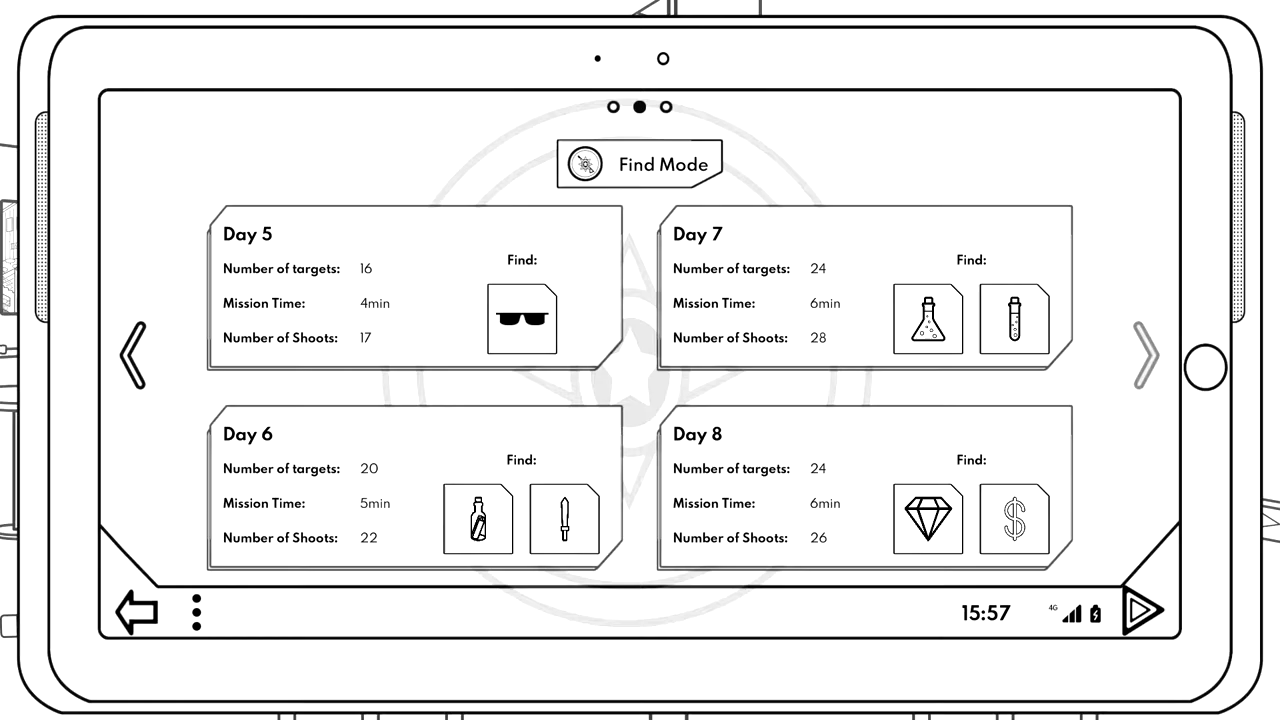 Find Mode
Day 5
Number of targets: 16
Find:
Mission Time: 4min
Number of Shoots: 17
Day 7
Number of targets: 24
Find:
Mission Time: 6min
Number of Shoots: 28
Day 6
Number of targets: 20
Find:
Mission Time: 5min
Number of Shoots: 22
Day 8
Number of targets: 24
Find:
Mission Time: 6min
Number of Shoots: 26
$
15:57 4G